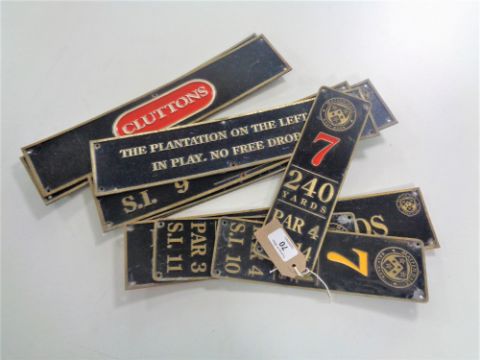 CLUTTONS
THE PLANTATION ON THE LEFT
IN PLAY. NO FREE DROP
S.I.
7
240
YARDS
PAR 4
PAR 3
S.I. 11
S.I. 10
7
70